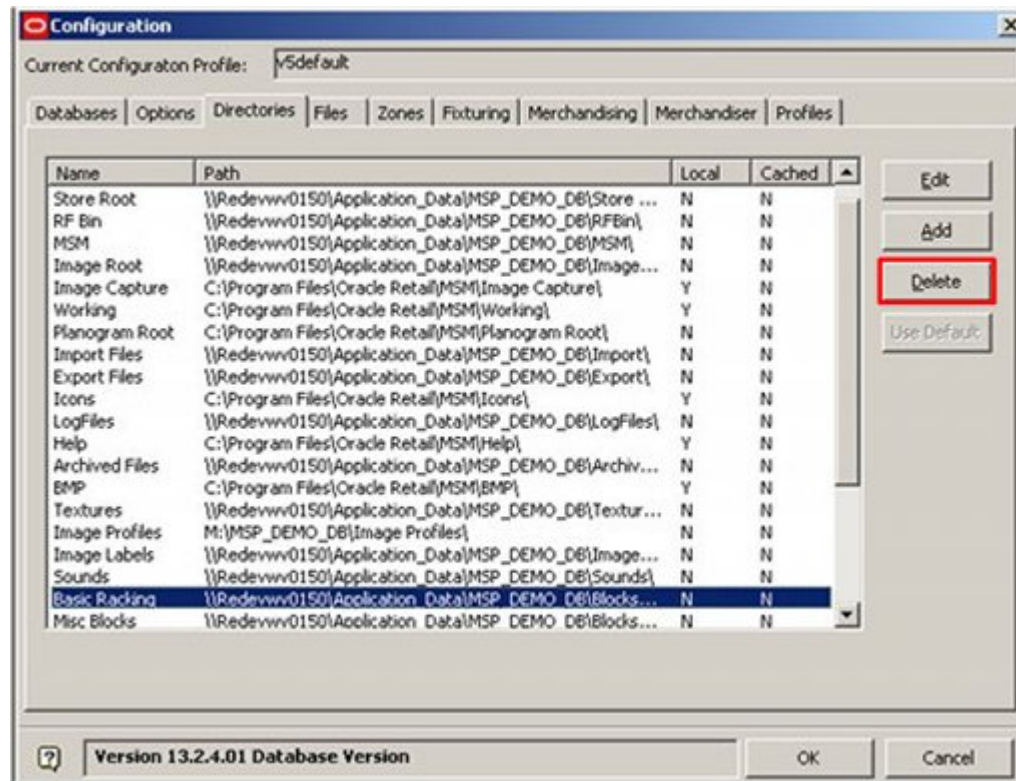 Configuration
Current Configuraton Profile: v5default
Databases Options Directories Files Zones Fixturing Merchandising Merchandiser Profiles
Name Path Local Cached
Store Root \\Redevwv0150\Application_Data\MSP_DEMO_DB\Store ... N N
RF Bin \\Redevwv0150\Application_Data\MSP_DEMO_DB\RFBin\ N N
MSM \\Redevwv0150\Application_Data\MSP_DEMO_DB\MSM\ N N
Image Root \\Redevwv0150\Application_Data\MSP_DEMO_DB\Image... N N
Image Capture C:\Program Files\Oracle Retail\MSM\Image Capture\ Y N
Working C:\Program Files\Oracle Retail\MSM\Working\ Y N
Planogram Root C:\Program Files\Oracle Retail\MSM\Planogram Root\ N N
Import Files \\Redevwv0150\Application_Data\MSP_DEMO_DB\Import\ N N
Export Files \\Redevwv0150\Application_Data\MSP_DEMO_DB\Export\ N N
Icons C:\Program Files\Oracle Retail\MSM\Icons\ Y N
LogFiles \\Redevwv0150\Application_Data\MSP_DEMO_DB\LogFiles\ N N
Help C:\Program Files\Oracle Retail\MSM\Help\ Y N
Archived Files \\Redevwv0150\Application_Data\MSP_DEMO_DB\Archiv... N N
BMP C:\Program Files\Oracle Retail\MSM\BMP\ Y N
Textures \\Redevwv0150\Application_Data\MSP_DEMO_DB\Textur... N N
Image Profiles M:\MSP_DEMO_DB\Image Profiles\ N N
Image Labels \\Redevwv0150\Application_Data\MSP_DEMO_DB\Image... N N
Sounds \\Redevwv0150\Application_Data\MSP_DEMO_DB\Sounds\ N N
Basic Racking \\Redevwv0150\Application_Data\MSP_DEMO_DB\Blocks... N N
Misc Blocks \\Redevwv0150\Application_Data\MSP_DEMO_DB\Blocks... N N
Edit
Add
Delete
Use Default
Version 13.2.4.01 Database Version
OK
Cancel